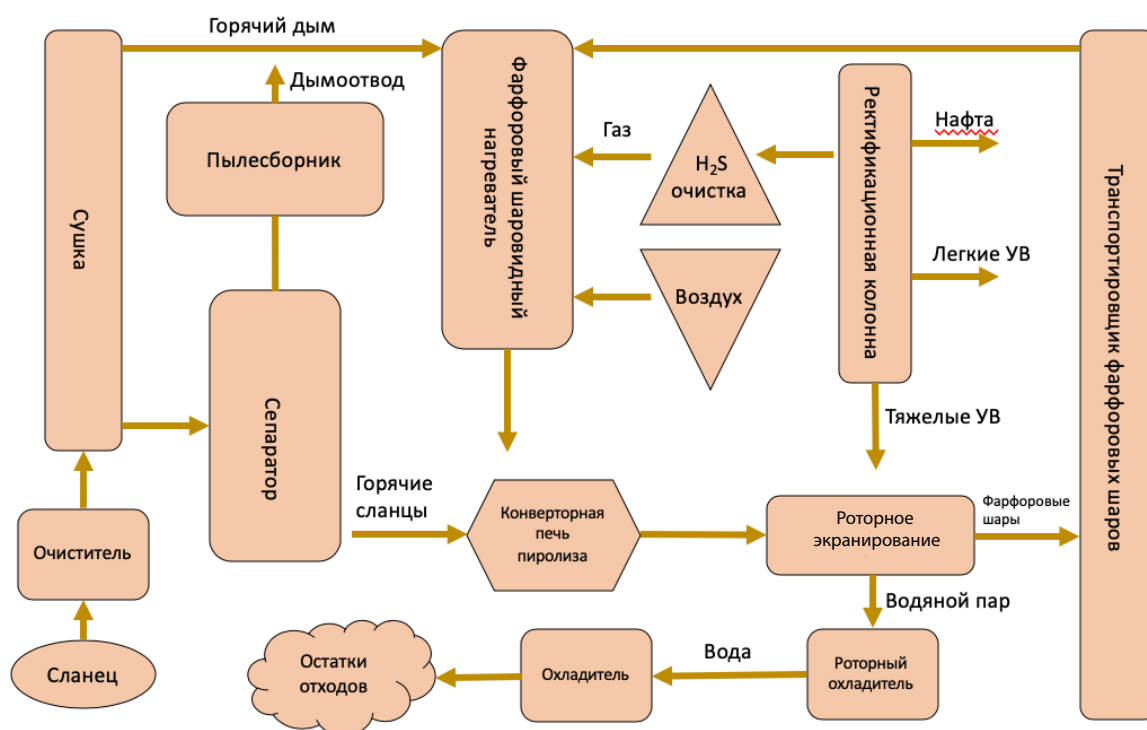 Горячий дым
Дымоотвод
Пылесборник
Сушка
Сепаратор
Очиститель
Сланец
Фарфоровый шаровидный
нагреватель
Газ
H₂S
очистка
Воздух
Ректификационная колонна
Нафта
Легкие УВ
Тяжелые УВ
Транспортировщик фарфоровых шаров
Горячие
сланцы
Конверторная
печь
пиролиза
Роторное
экранирование
Фарфоровые
шары
Водяной пар
Роторный
охладитель
Вода
Охладитель
Остатки
отходов